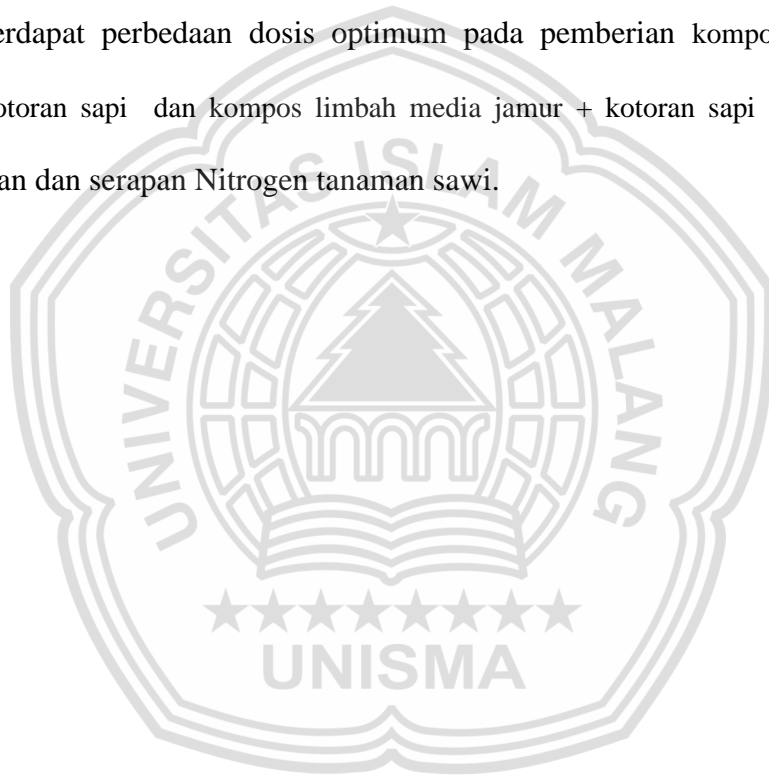 erdapat perbedaan dosis optimum pada pemberian kompo
otoran sapi dan kompos limbah media jamur + kotoran sapi
an dan serapan Nitrogen tanaman sawi.
UNIVERSITAS ISLAM MALANG
UNISMA